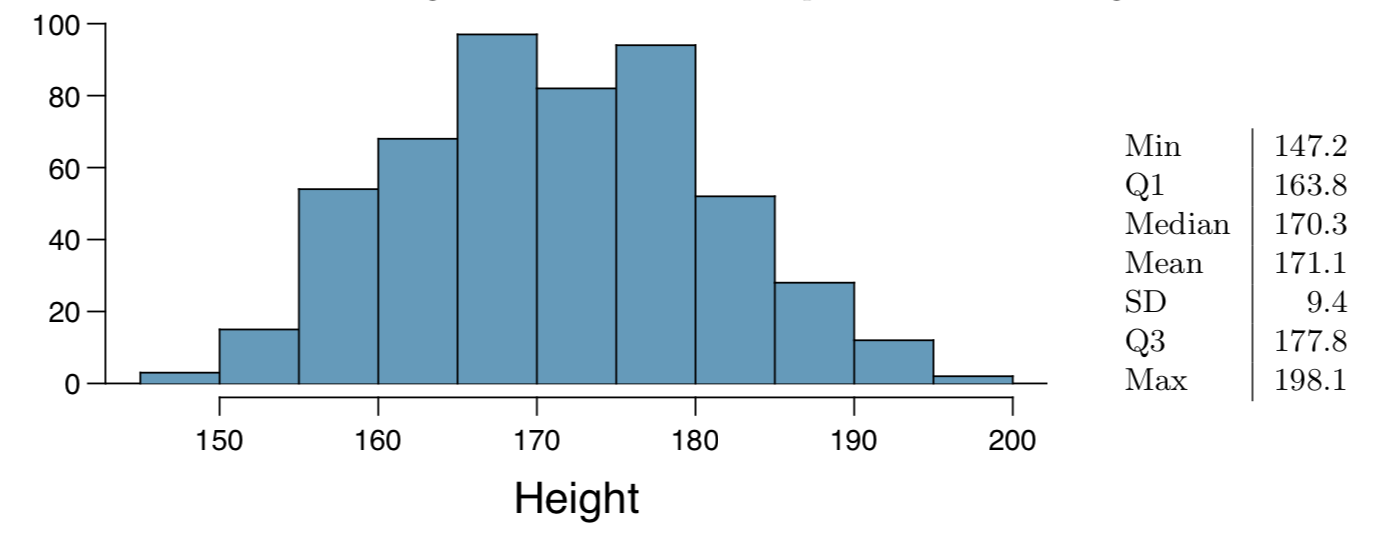 100
80
60
40
20
0
150 160 170 180 190 200
Height
Min 147.2
Q1 163.8
Median 170.3
Mean 171.1
SD 9.4
Q3 177.8
Max 198.1